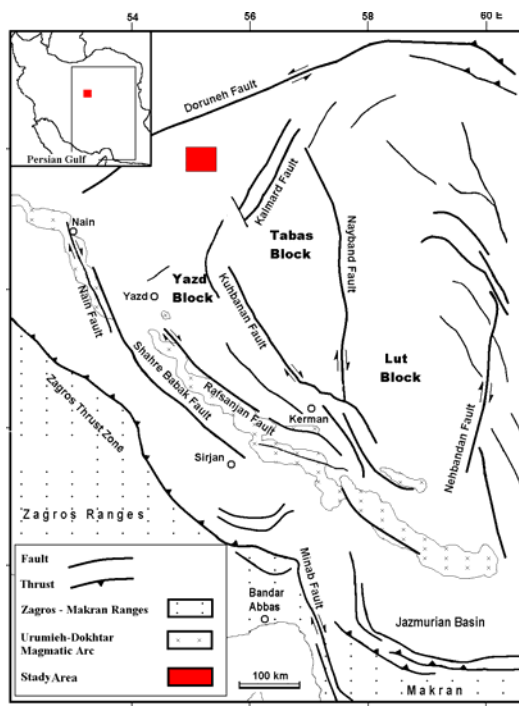 54
56
58
60 E
Persian Gulf
Doruneh Fault
Kalmard Fault
Tabas
Block
Nayband Fault
Nain
Nain Fault
Yazd
Yazd
Block
Kuhbanan Fault
Lut
Block
Shahre Babak Fault
Rafsanjan Fault
Kerman
Nehbandan Fault
Zagros Thrust Zone
Sirjan
Zagros Ranges
Minab Fault
Bandar
Abbas
Jazmurian Basin
Makran
100 km
Fault
Thrust
Zagros - Makran Ranges
Urumieh-Dokhtar
Magmatic Arc
Stady Area